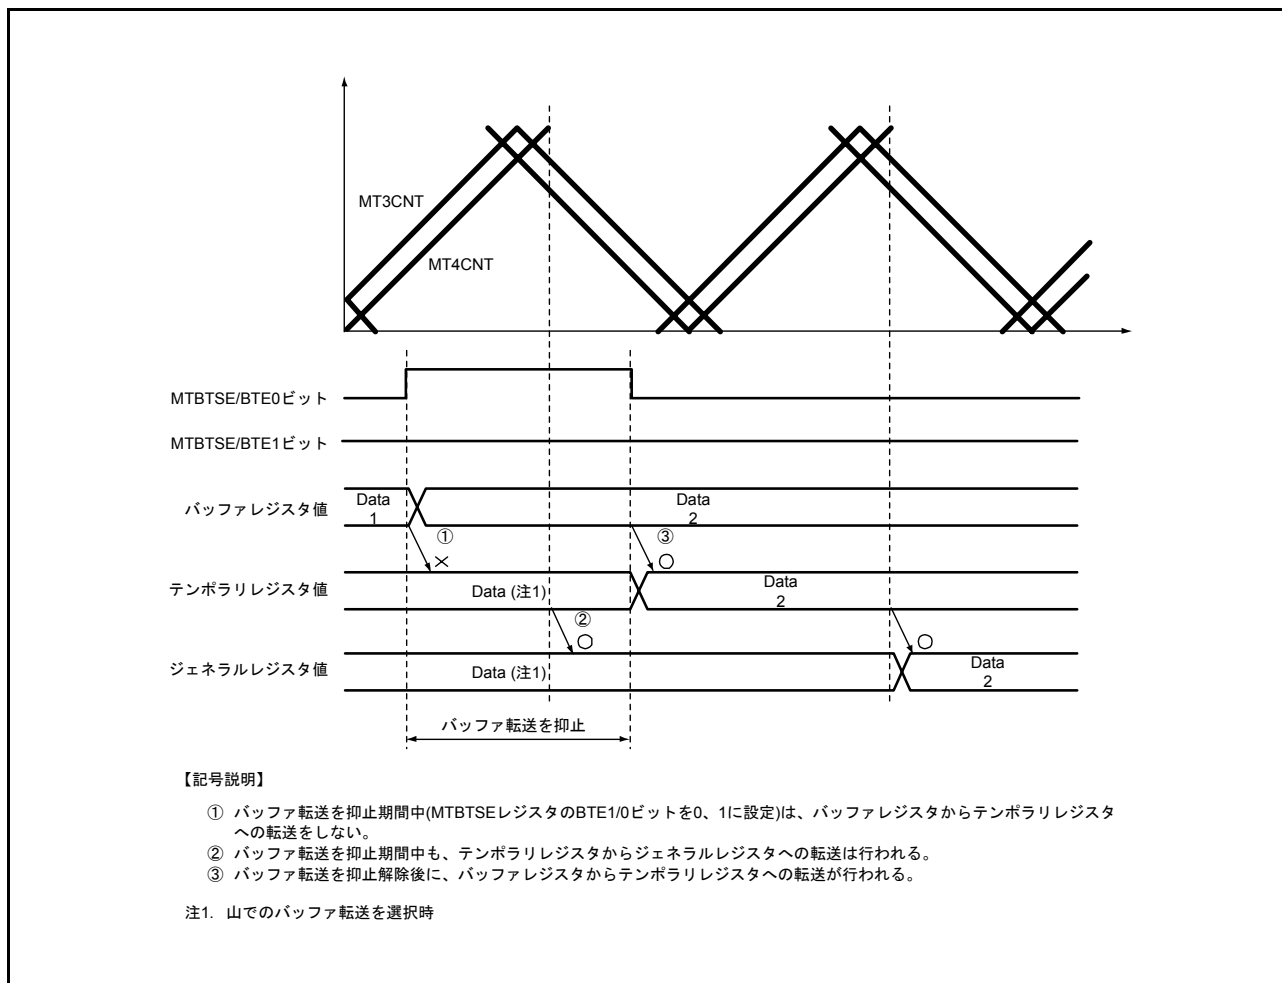 MT3CNT
MT4CNT
MTBTSE/BTE0ビット
MTBTSE/BTE1ビット
バッファレジスタ値
Data
1
Data
2
①
×
③
○
テンポラリレジスタ値
Data (注1)
Data
2
②
○
○
ジェネラルレジスタ値
Data (注1)
Data
2
バッファ転送を抑止
【記号説明】
① バッファ転送を抑止期間中(MTBTSEレジスタのBTE1/0ビットを0、1に設定)は、バッファレジスタからテンポラリレジスタ
への転送をしない。
② バッファ転送を抑止期間中も、テンポラリレジスタからジェネラルレジスタへの転送は行われる。
③ バッファ転送を抑止解除後に、バッファレジスタからテンポラリレジスタへの転送が行われる。
注1. 山でのバッファ転送を選択時